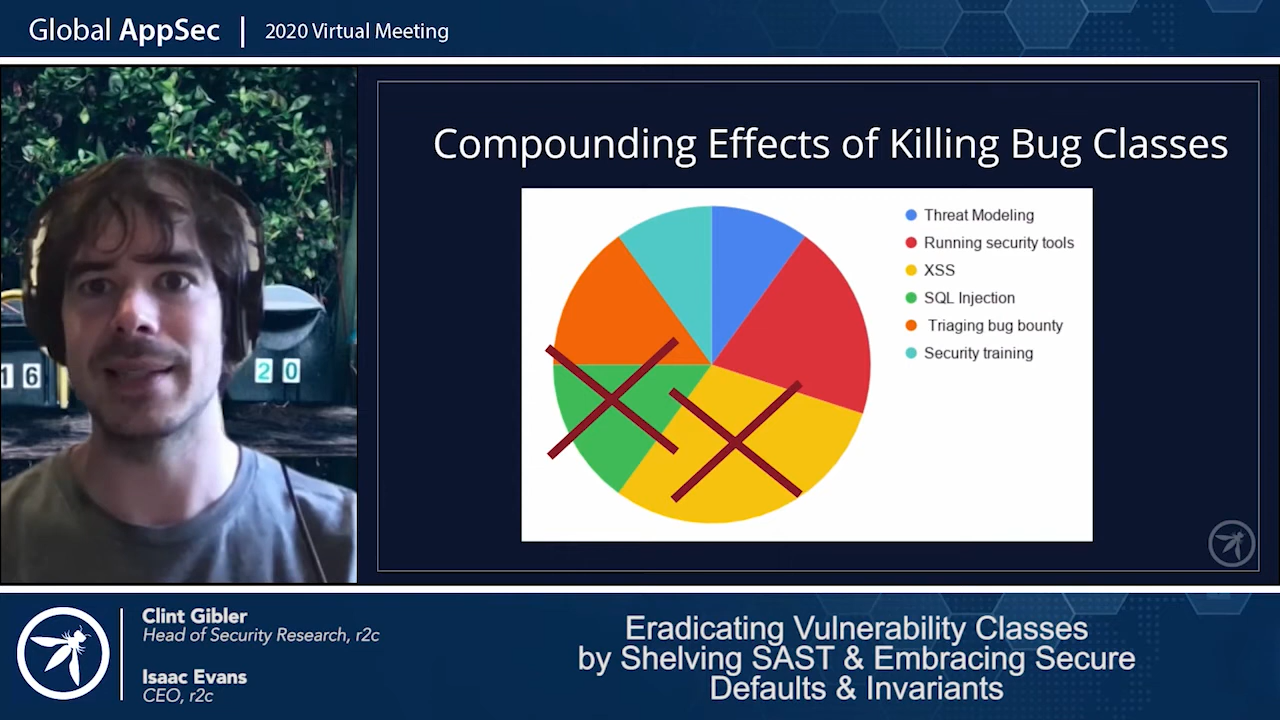 Global AppSec | 2020 Virtual Meeting
Compounding Effects of Killing Bug Classes
Threat Modeling
Running security tools
XSS
SQL Injection
Triaging bug bounty
Security training
16
20
Clint Gibler
Head of Security Research, r2c
Isaac Evans
CEO, r2c
Eradicating Vulnerability Classes
by Shelving SAST & Embracing Secure
Defaults & Invariants